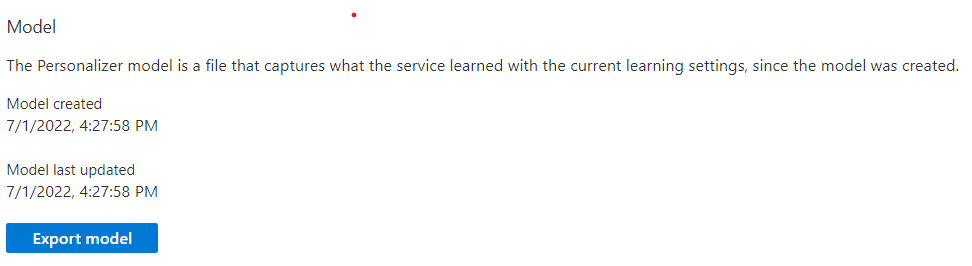 Model
The Personalizer model is a file that captures what the service learned with the current learning settings, since the model was created.
Model created
7/1/2022, 4:27:58 PM
Model last updated
7/1/2022, 4:27:58 PM
Export model